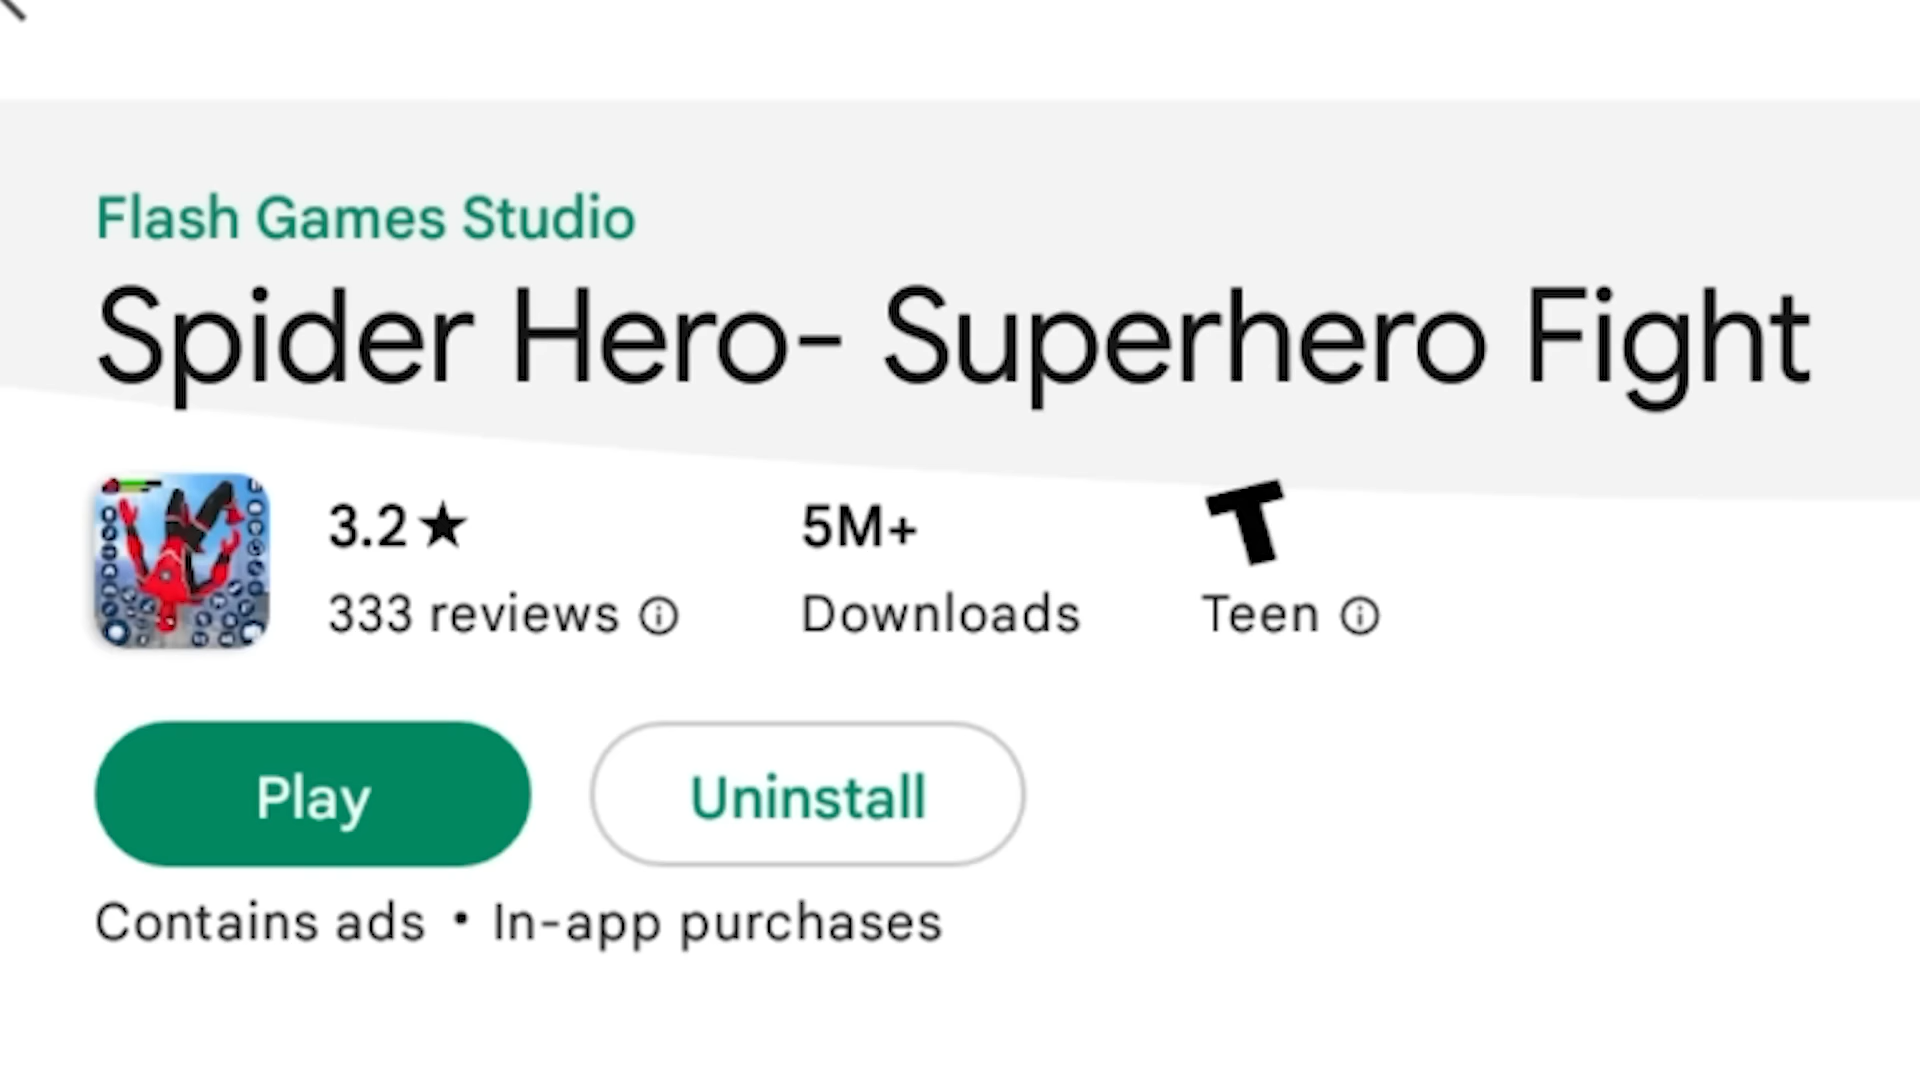 Flash Games Studio
Spider Hero- Superhero Fight
3.2★
333 reviews
5M+
Downloads
T
Teen
Play
Uninstall
Contains ads • In-app purchases